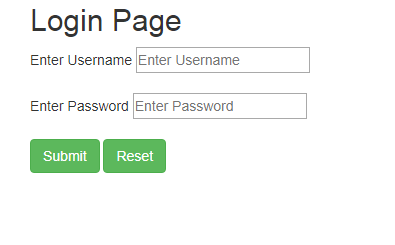 Login Page
Enter Username Enter Username
Enter Password Enter Password
Submit Reset